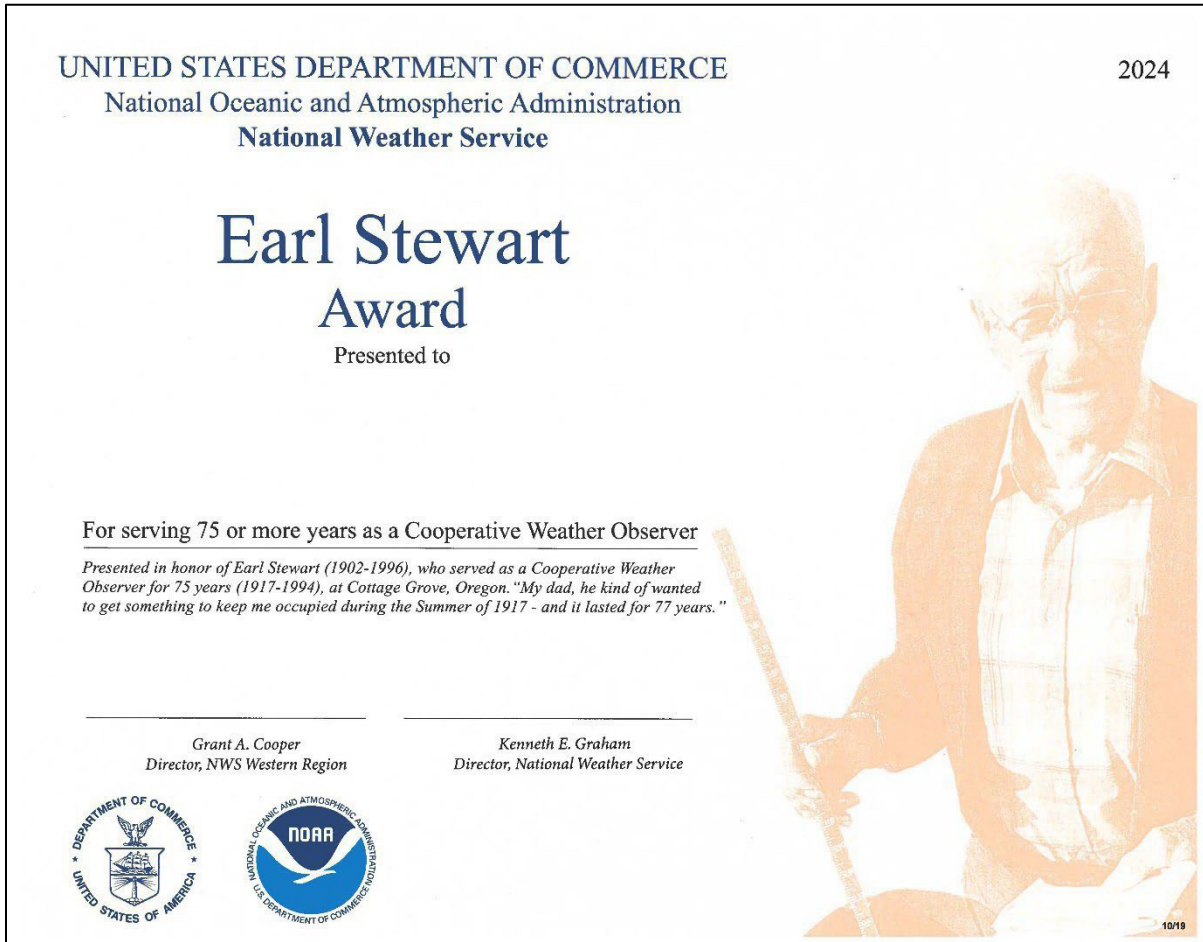 UNITED STATES DEPARTMENT OF COMMERCE
National Oceanic and Atmospheric Administration
National Weather Service
2024
Earl Stewart
Award
Presented to
For serving 75 or more years as a Cooperative Weather Observer
Presented in honor of Earl Stewart (1902-1996), who served as a Cooperative Weather
Observer for 75 years (1917-1994), at Cottage Grove, Oregon. “My dad, he kind of wanted
to get something to keep me occupied during the Summer of 1917 - and it lasted for 77 years.”
Grant A. Cooper
Director, NWS Western Region
Kenneth E. Graham
Director, National Weather Service
DEPARTMENT OF COMMERCE
UNITED STATES OF AMERICA
NATIONAL OCEANIC AND ATMOSPHERIC ADMINISTRATION
NOAA
U.S. DEPARTMENT OF COMMERCE
10/19